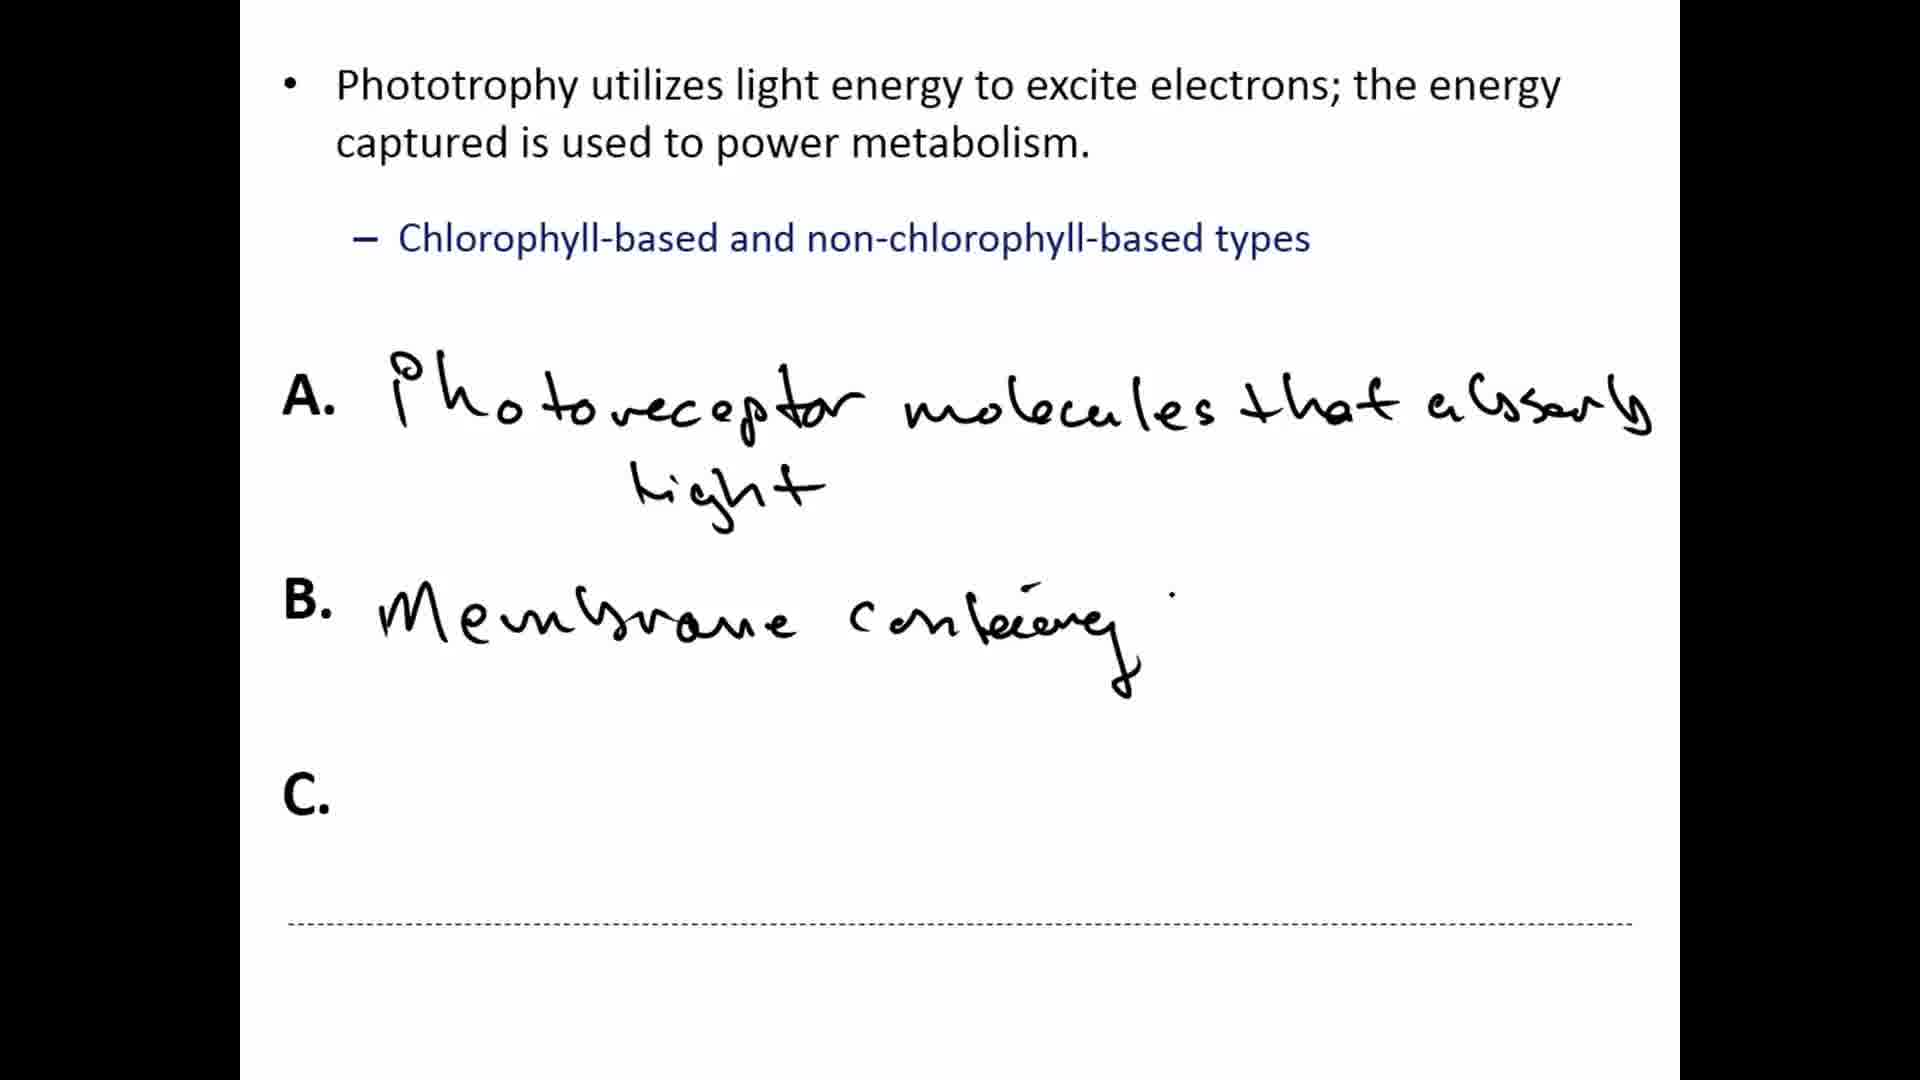 • Phototrophy utilizes light energy to excite electrons; the energy
captured is used to power metabolism.
– Chlorophyll-based and non-chlorophyll-based types
A. Photoreceptor molecules that absorb
light
B. Membrane containing
C.